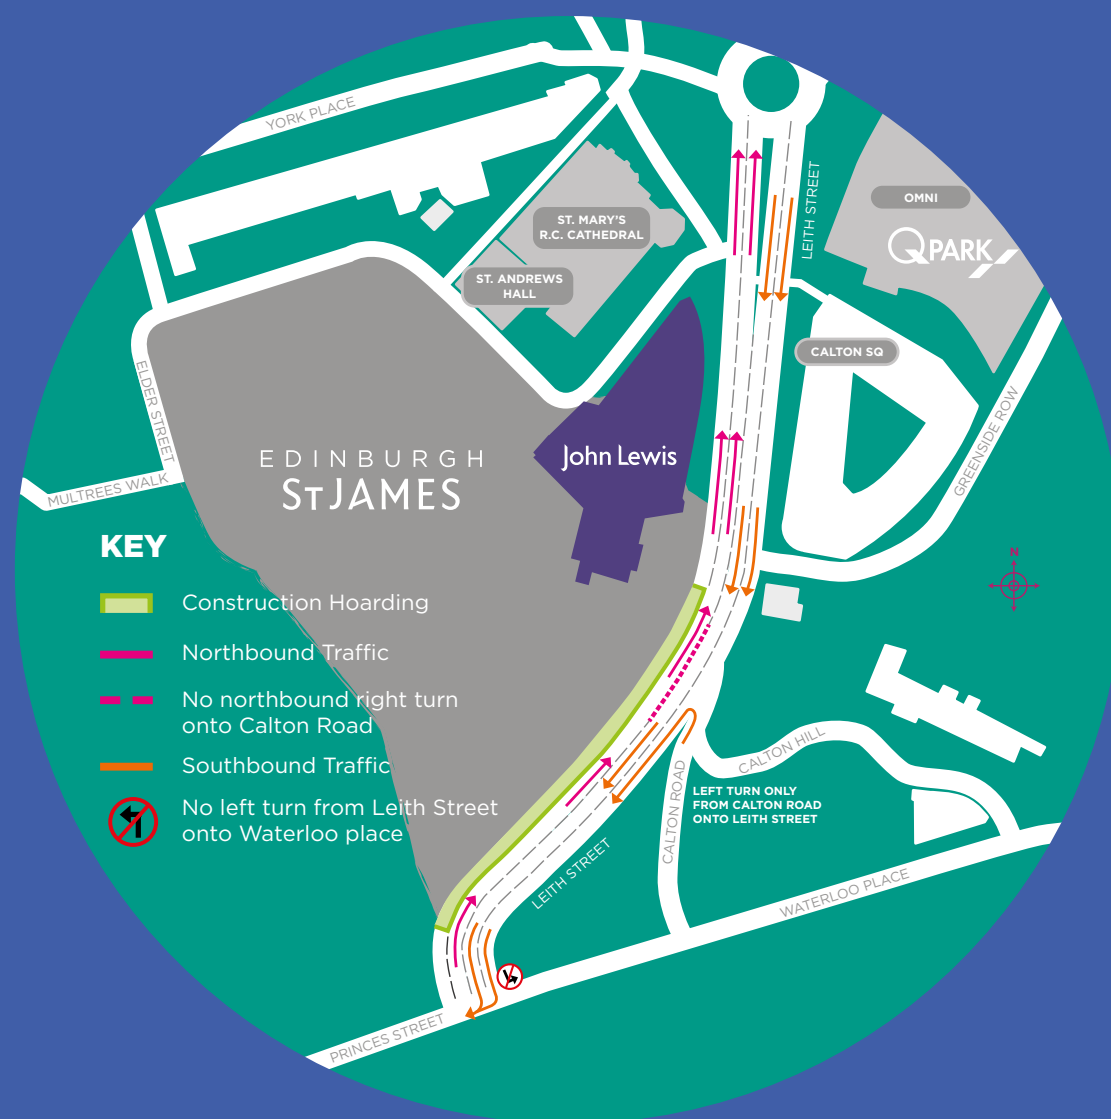 YORK PLACE
LEITH STREET
OMNI
Q PARK
ST. MARY'S
R.C. CATHEDRAL
ST. ANDREWS
HALL
CALTON SQ
ELDER STREET
GREENSIDE ROW
EDINBURGH
ST JAMES
John Lewis
MULTREES WALK
KEY
N
Construction Hoarding
Northbound Traffic
No northbound right turn
onto Calton Road
Southbound Traffic
No left turn from Leith Street
onto Waterloo place
CALTON HILL
CALTON ROAD
LEFT TURN ONLY
FROM CALTON ROAD
ONTO LEITH STREET
LEITH STREET
WATERLOO PLACE
PRINCES STREET